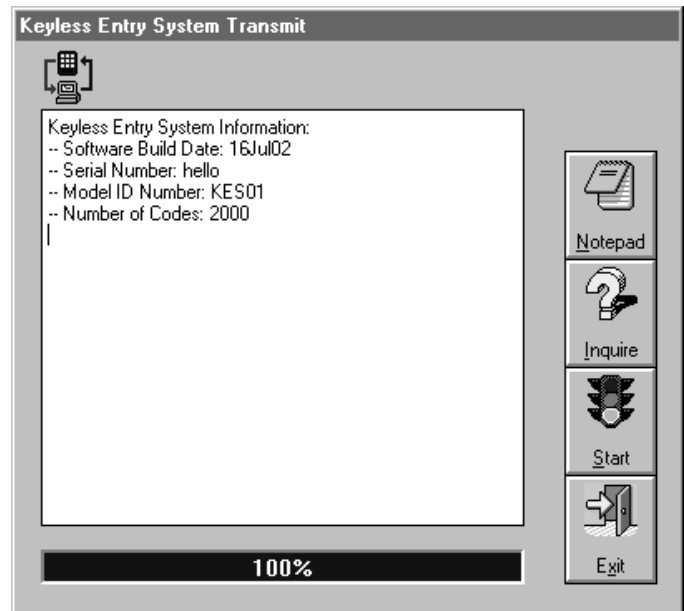 Keyless Entry System Transmit
Keyless Entry System Information:
-- Software Build Date: 16Jul02
-- Serial Number: hello
-- Model ID Number: KES01
-- Number of Codes: 2000
Notepad
Inquire
Start
Exit
100%